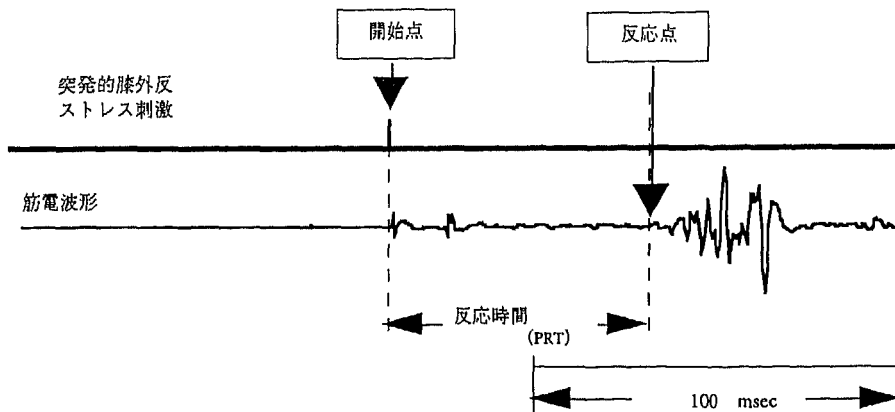 開始点
反応点
突発的膝外反
ストレス刺激
筋電波形
反応時間
(PRT)
100 msec